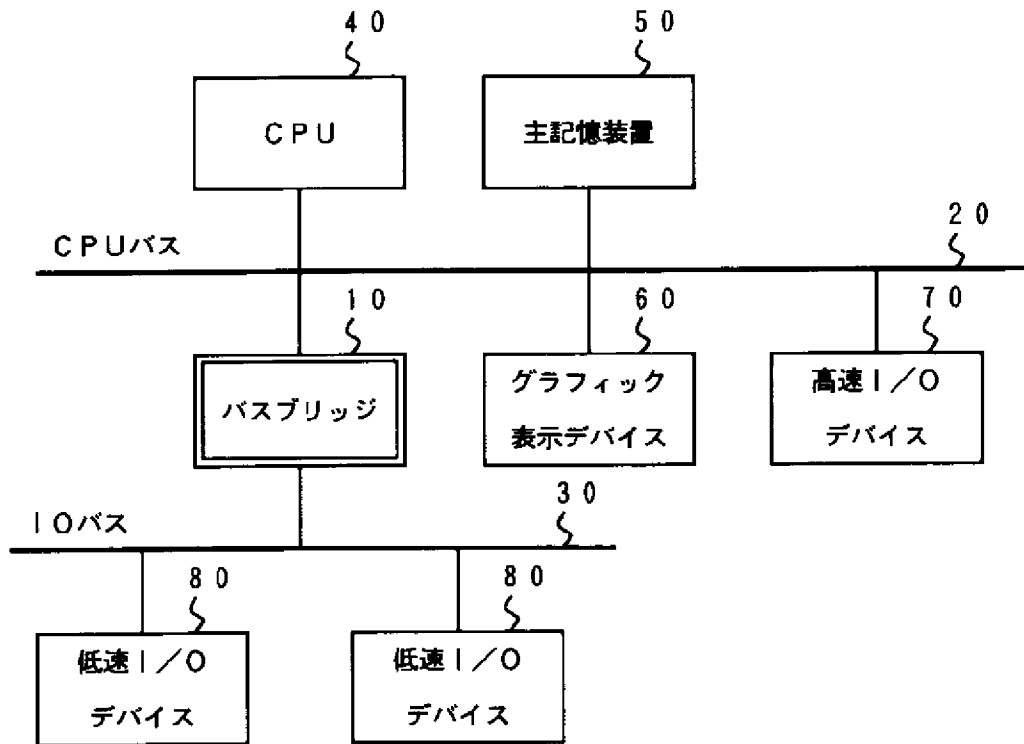 ４０
５０
ＣＰＵ
主記憶装置
２０
ＣＰＵバス
１０
６０
７０
バスブリッジ
グラフィック
表示デバイス
高速Ｉ／Ｏ
デバイス
３０
ＩＯバス
８０
８０
低速Ｉ／Ｏ
デバイス
低速Ｉ／Ｏ
デバイス